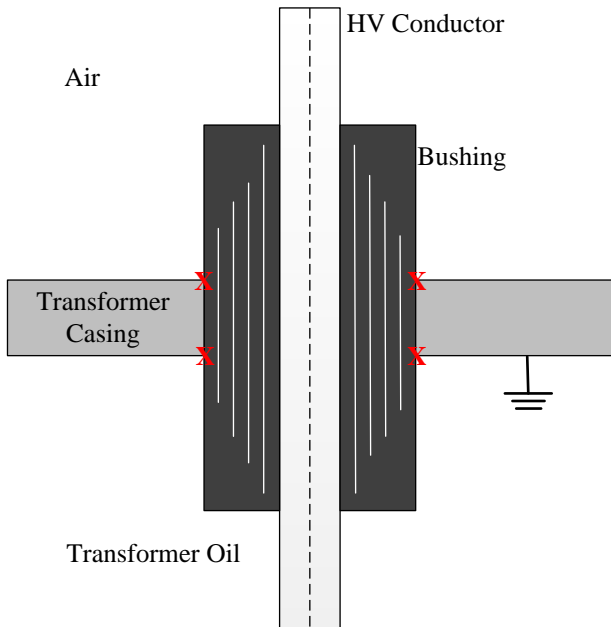 HV Conductor
Air
Bushing
X X
Transformer
Casing
X X
Transformer Oil